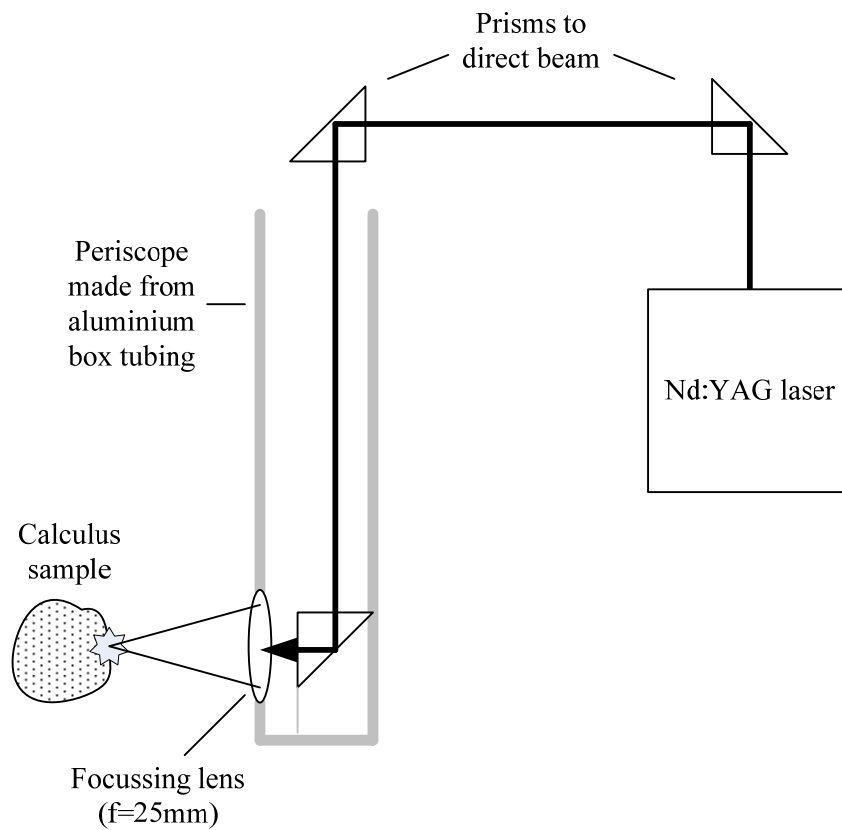 Prisms to
direct beam
Periscope
made from
aluminium
box tubing
Nd:YAG laser
Calculus
sample
Focussing lens
(f=25mm)